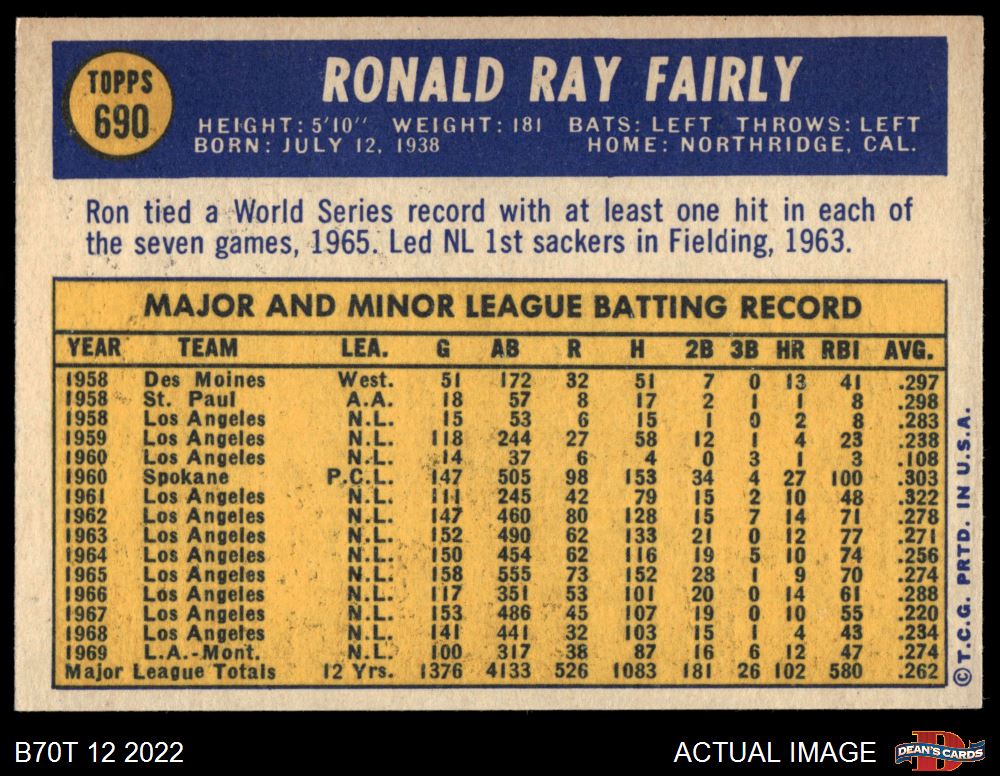 TOPPS
690
RONALD RAY FAIRLY
HEIGHT: 5'10" WEIGHT: 181 BATS: LEFT THROWS: LEFT
BORN: JULY 12, 1938 HOME: NORTHRIDGE, CAL.
Ron tied a World Series record with at least one hit in each of
the seven games, 1965. Led NL 1st sackers in Fielding, 1963.
MAJOR AND MINOR LEAGUE BATTING RECORD
YEAR TEAM LEA. G AB R H 2B 3B HR RBI AVG.
1958 Des Moines West. 51 172 32 51 7 0 13 41 .297
1958 St. Paul A.A. 18 57 8 17 2 1 1 8 .298
1958 Los Angeles N.L. 15 53 6 15 1 0 2 8 .283
1959 Los Angeles N.L. 118 244 27 58 12 1 4 23 .238
1960 Los Angeles N.L. 14 37 6 4 0 3 1 3 .108
1960 Spokane P.C.L. 147 505 98 153 34 4 27 100 .303
1961 Los Angeles N.L. 111 245 42 79 15 2 10 48 .322
1962 Los Angeles N.L. 147 460 80 128 15 7 14 71 .278
1963 Los Angeles N.L. 152 490 62 133 21 0 12 77 .271
1964 Los Angeles N.L. 150 454 62 116 19 5 10 74 .256
1965 Los Angeles N.L. 158 555 73 152 28 1 9 70 .274
1966 Los Angeles N.L. 117 351 53 101 20 0 14 61 .288
1967 Los Angeles N.L. 153 486 45 107 19 0 10 55 .220
1968 Los Angeles N.L. 141 441 32 103 15 1 4 43 .234
1969 L.A.-Mont. N.L. 100 317 38 87 16 6 12 47 .274
Major League Totals 12 Yrs. 1376 4133 526 1083 181 26 102 580 .262
©T.C.G. PRTD. IN U.S.A.
B70T 12 2022
ACTUAL IMAGE
DEAN'S CARDS